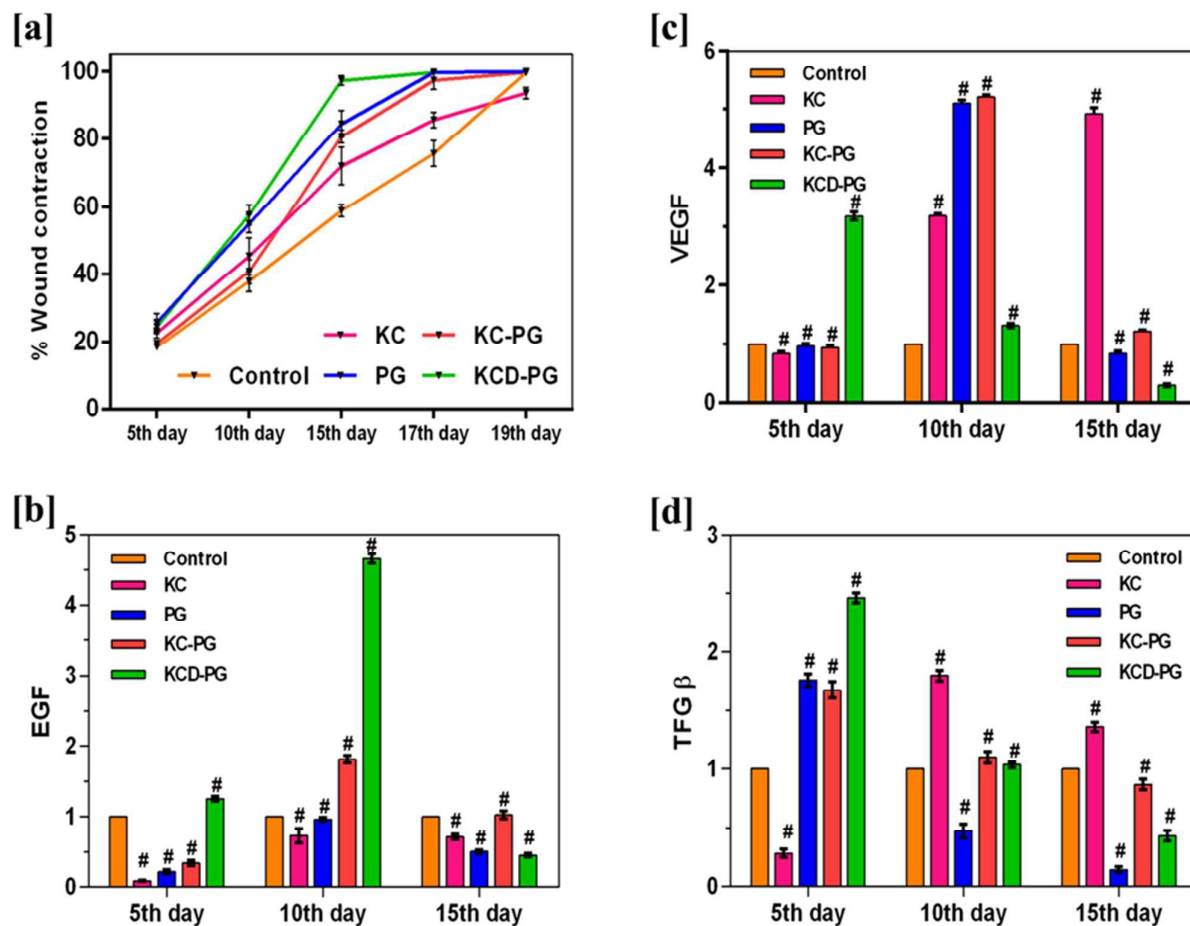 [a]
% Wound contraction
100
80
60
40
20
0
KC KC-PG
Control PG KCD-PG
5th day 10th day 15th day 17th day 19th day
[b]
EGF
5
4
3
2
1
0
Control
KC
PG
KC-PG
KCD-PG
# # # #
# # # #
# # # #
5th day 10th day 15th day
[c]
VEGF
6
4
2
0
Control
KC
PG
KC-PG
KCD-PG
# # # #
# # # #
# # # #
5th day 10th day 15th day
[d]
TFG β
3
2
1
0
Control
KC
PG
KC-PG
KCD-PG
# # # #
# # # #
# # # #
5th day 10th day 15th day